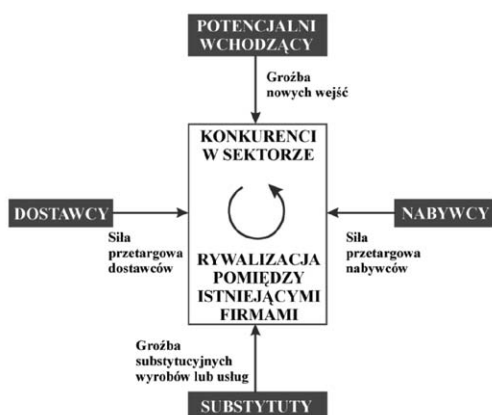 POTENCJALNI
WCHODZĄCY
Groźba
nowych wejść
KONKURENCI
W SEKTORZE
DOSTAWCY
NABYWCY
Siła
przetargowa
dostawców
Siła
przetargowa
nabywców
RYWALIZACJA
POMIĘDZY
ISTNIEJĄCYMI
FIRMAMI
Groźba
substytucyjnych
wyrobów lub usług
SUBSTYTUTY